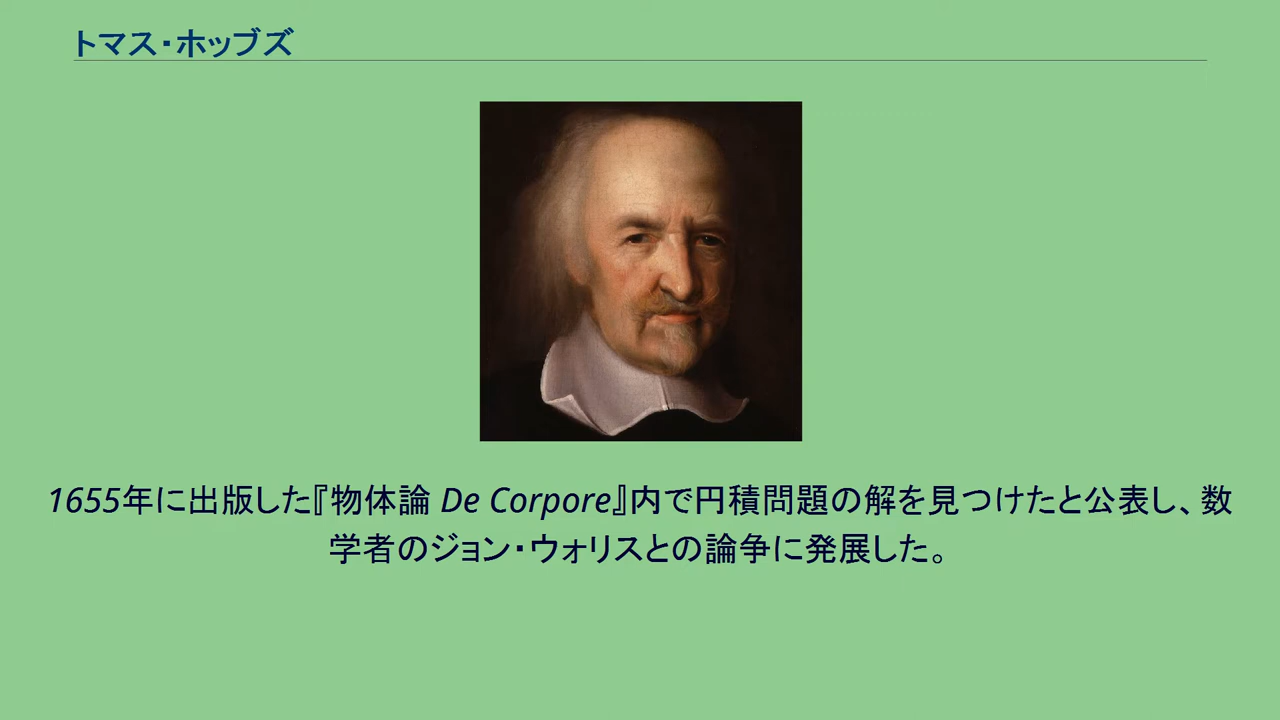 トマス・ホッブズ
1655年に出版した『物体論 De Corpore』内で円積問題の解を見つけたと公表し、数
学者のジョン・ウォリスとの論争に発展した。